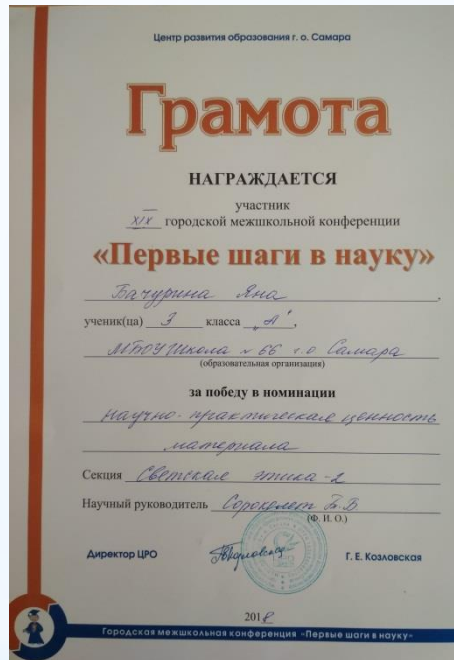 Центр развития образования г. о. Самара
Грамота
НАГРАЖДАЕТСЯ
участник
XIX городской межшкольной конференции
«Первые шаги в науку»
Бачурина Яна,
ученик(ца) 3 класса „А",
МБОУ Школа № 66 г.о Самара
(образовательная организация)
за победу в номинации
научно-практическая ценность
материала
Секция Светская этика-2
Научный руководитель Сороколет Б.В
(Ф. И. О.)
Директор ЦРО Г. Е. Козловская
2018
Городская межшкольная конференция «Первые шаги в науку»